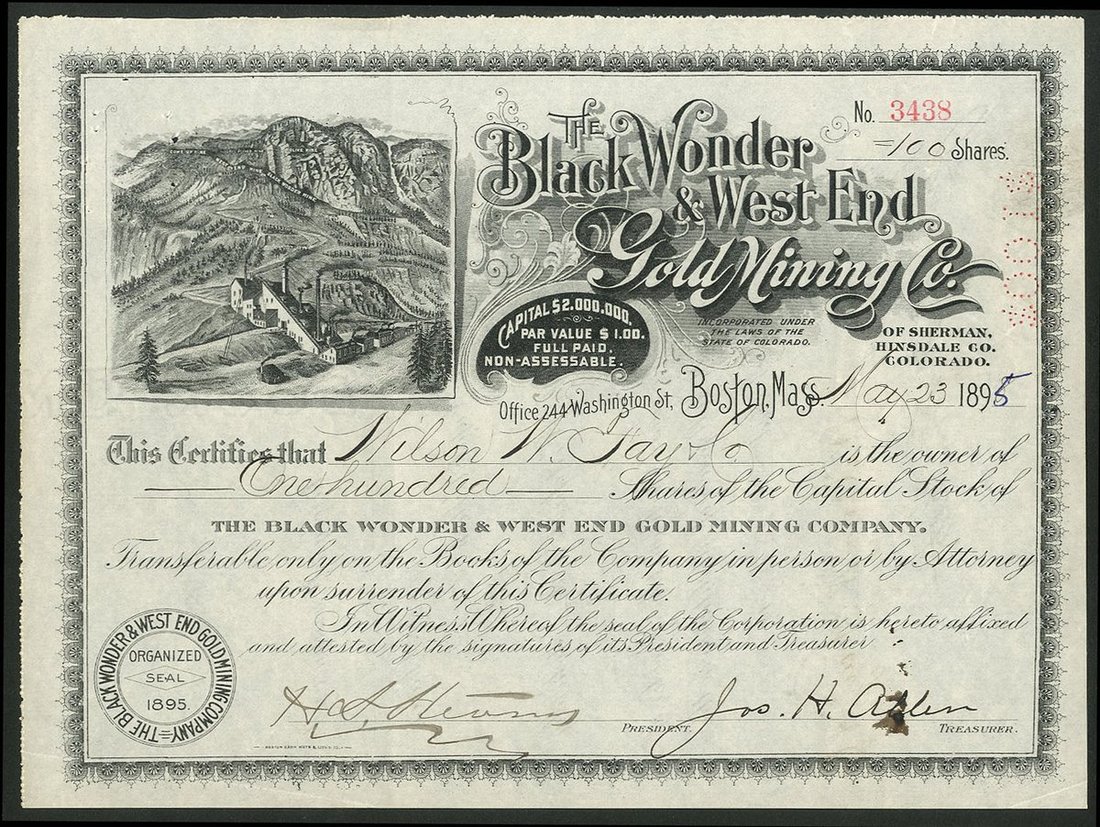 No. 3438
=100 Shares.
THE
Black Wonder
& West End
Gold Mining Co.
CAPITAL $2.000.000.
PAR VALUE $1.00.
FULL PAID.
NON-ASSESSABLE.
INCORPORATED UNDER
THE LAWS OF THE
STATE OF COLORADO.
OF SHERMAN,
HINSDALE CO.
COLORADO.
Office 244 Washington St, Boston, Mass. May 23 1895
This Certifies that Wilson W. Fay & Co is the owner of
One hundred Shares of the Capital Stock of
THE BLACK WONDER & WEST END GOLD MINING COMPANY.
Transferable only on the Books of the Company in person or by Attorney
upon surrender of this Certificate.
In Witness Whereof the seal of the Corporation is hereto affixed
and attested by the signatures of its President and Treasurer
THE BLACK WONDER & WEST END GOLD MINING COMPANY
ORGANIZED
SEAL
1895.
PRESIDENT.
Jos. H. Allen
TREASURER.